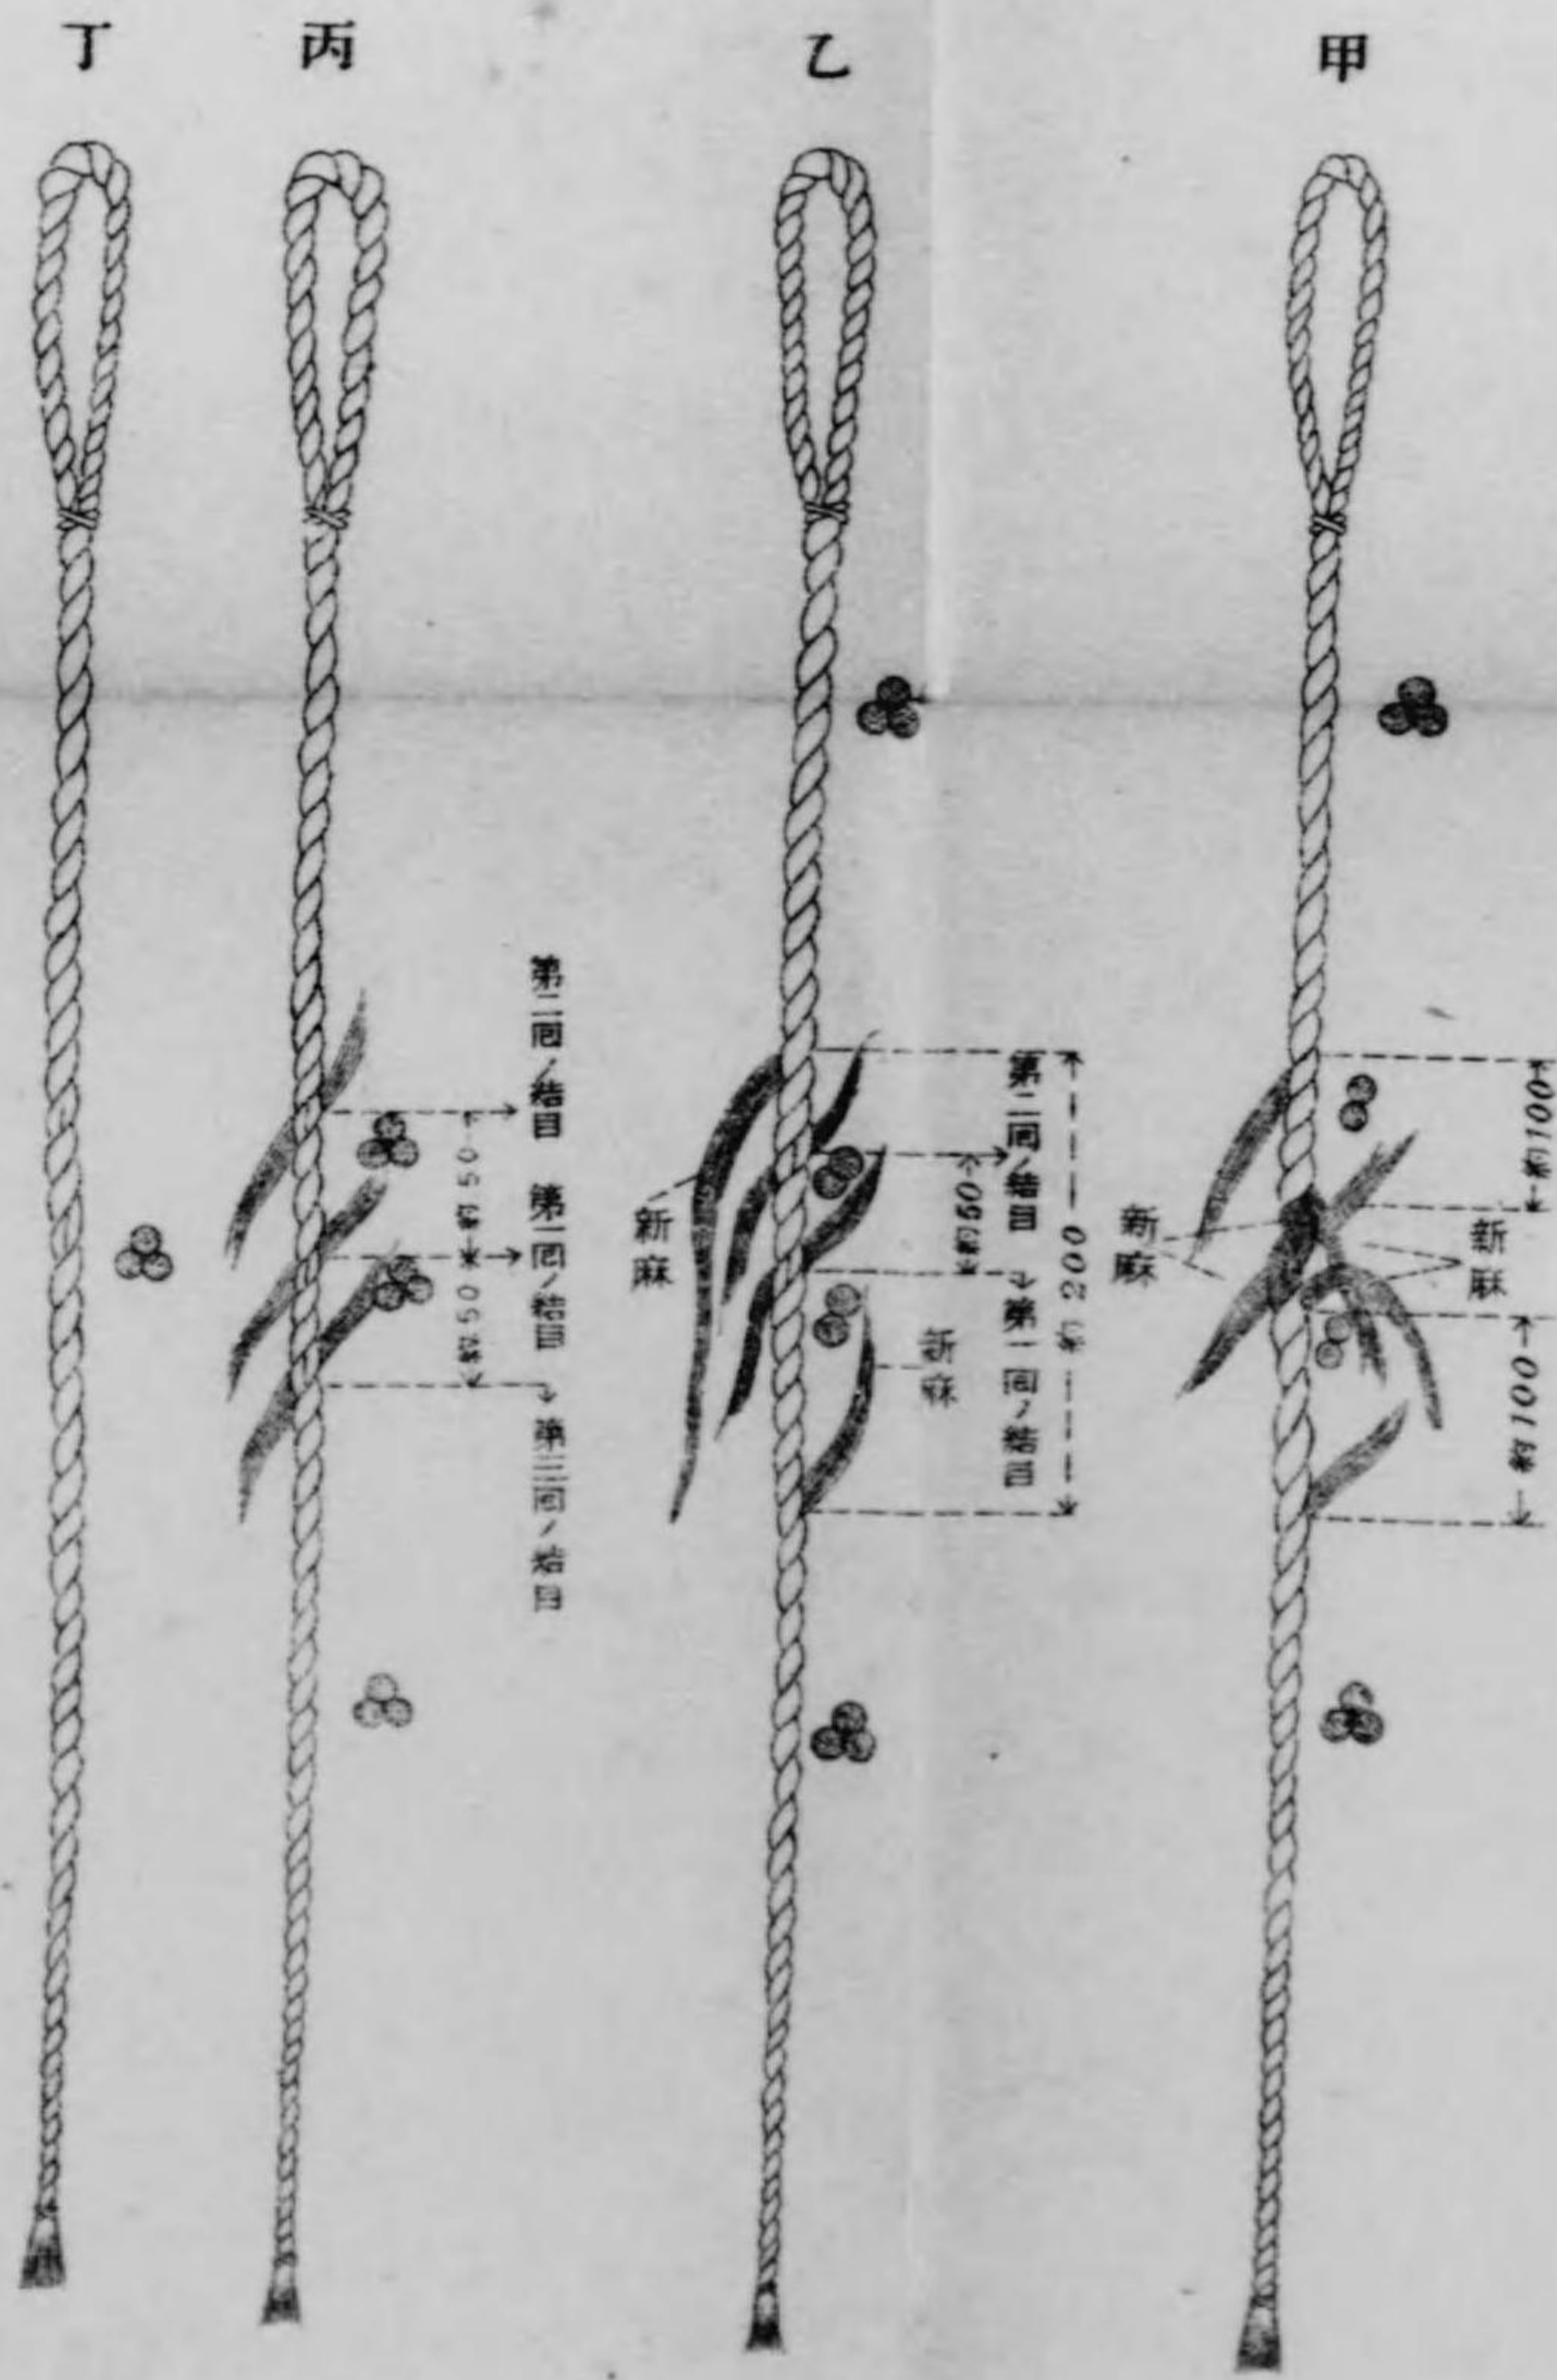 甲
約100
新麻
新麻
約100
乙
約200
第二回ノ結目
第一回ノ結目
約50
新麻
新麻
丙
第二回ノ結目
第一回ノ結目
第三回ノ結目
約50
約50
丁